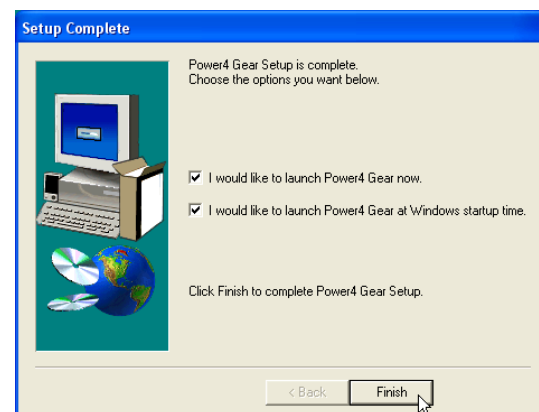 Setup Complete
Power4 Gear Setup is complete.
Choose the options you want below.
I would like to launch Power4 Gear now.
I would like to launch Power4 Gear at Windows startup time.
Click Finish to complete Power4 Gear Setup.
< Back
Finish